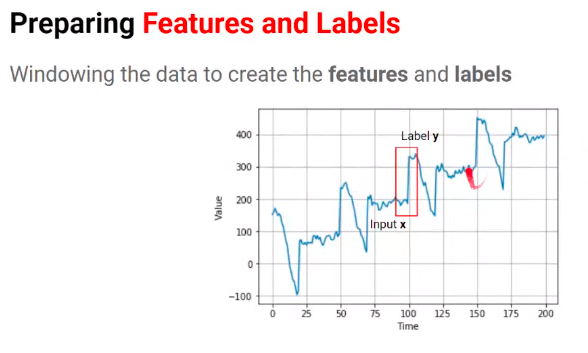 Preparing Features and Labels
Windowing the data to create the features and labels
Label y
Input x
Value
400
300
200
100
0
−100
0 25 50 75 100 125 150 175 200
Time